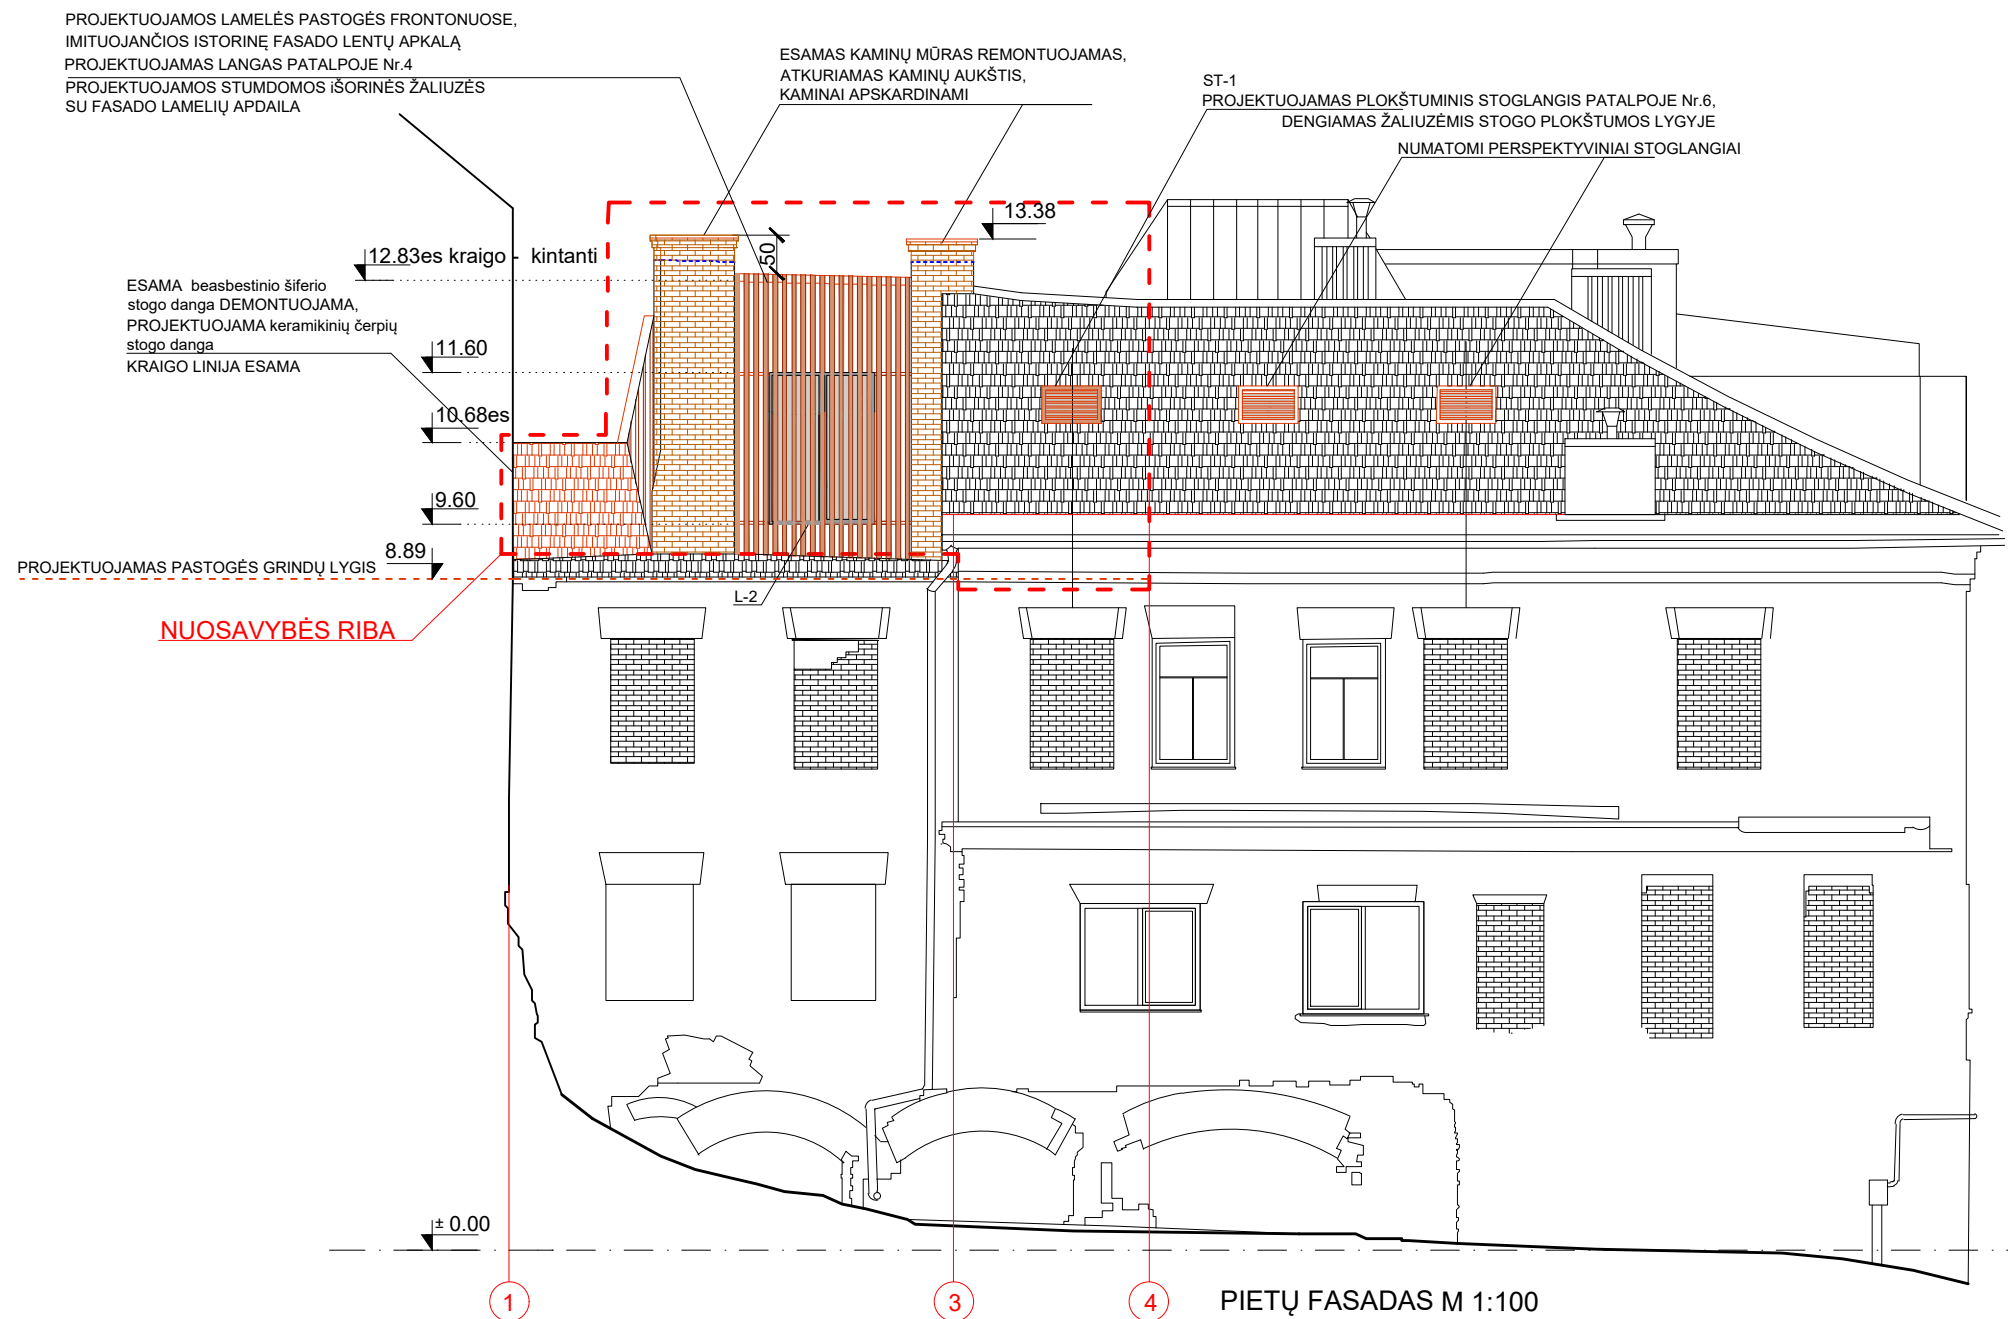 PROJEKTUOJAMOS LAMELĖS PASTOGĖS FRONTONUOSE,
IMITUOJANČIOS ISTORINĘ FASADO LENTŲ APKALĄ
PROJEKTUOJAMAS LANGAS PATALPOJE Nr.4
PROJEKTUOJAMOS STUMDOMOS iŠORINĖS ŽALIUZĖS
SU FASADO LAMELIŲ APDAILA
ESAMAS KAMINŲ MŪRAS REMONTUOJAMAS,
ATKURIAMAS KAMINŲ AUKŠTIS,
KAMINAI APSKARDINAMI
ST-1
PROJEKTUOJAMAS PLOKŠTUMINIS STOGLANGIS PATALPOJE Nr.6,
DENGIAMAS ŽALIUZĖMIS STOGO PLOKŠTUMOS LYGYJE
NUMATOMI PERSPEKTYVINIAI STOGLANGIAI
13.38
50
12.83es kraigo - kintanti
ESAMA beasbestinio šiferio
stogo danga DEMONTUOJAMA,
PROJEKTUOJAMA keramikinių čerpių
stogo danga
KRAIGO LINIJA ESAMA
11.60
10.68es
9.60
8.89
PROJEKTUOJAMAS PASTOGĖS GRINDŲ LYGIS
L-2
NUOSAVYBĖS RIBA
± 0.00
1
3
4
PIETŲ FASADAS M 1:100